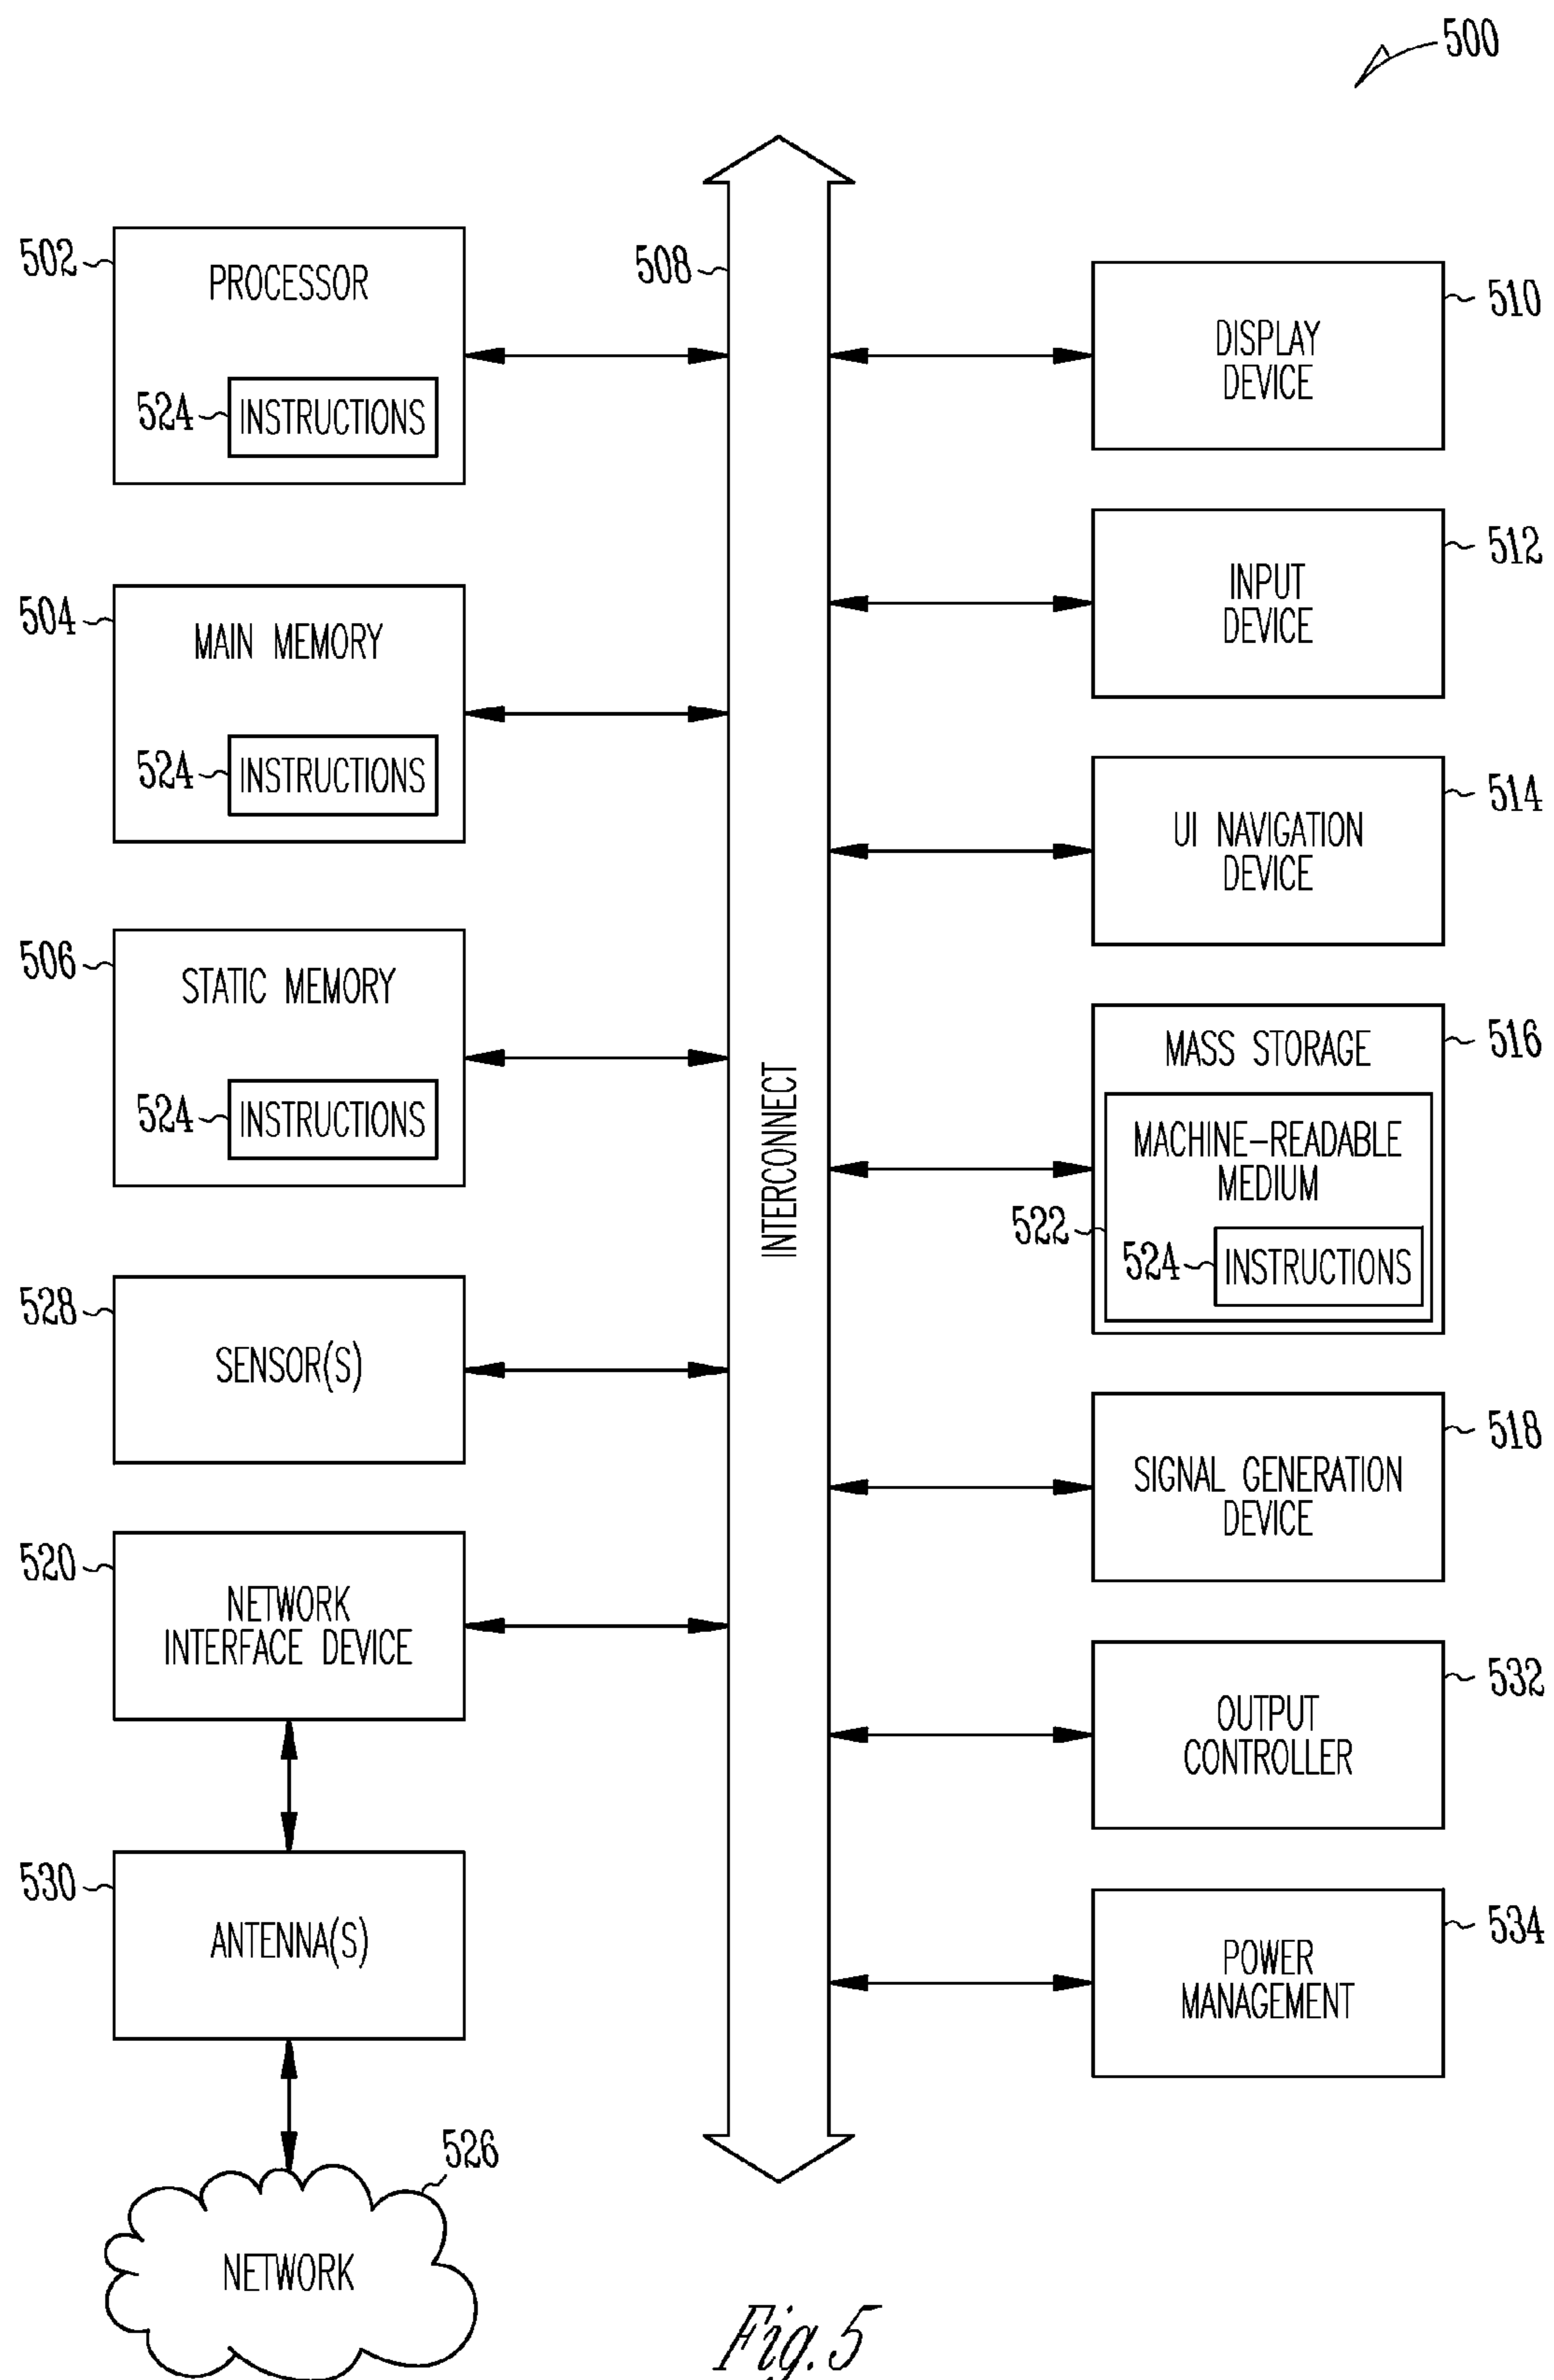 500
502
PROCESSOR
524
INSTRUCTIONS
504
MAIN MEMORY
524
INSTRUCTIONS
506
STATIC MEMORY
524
INSTRUCTIONS
528
SENSOR(S)
520
NETWORK
INTERFACE DEVICE
530
ANTENNA(S)
526
NETWORK
508
INTERCONNECT
510
DISPLAY
DEVICE
512
INPUT
DEVICE
514
UI NAVIGATION
DEVICE
516
MASS STORAGE
MACHINE-READABLE
MEDIUM
522
524
INSTRUCTIONS
518
SIGNAL GENERATION
DEVICE
532
OUTPUT
CONTROLLER
534
POWER
MANAGEMENT
Fig. 5